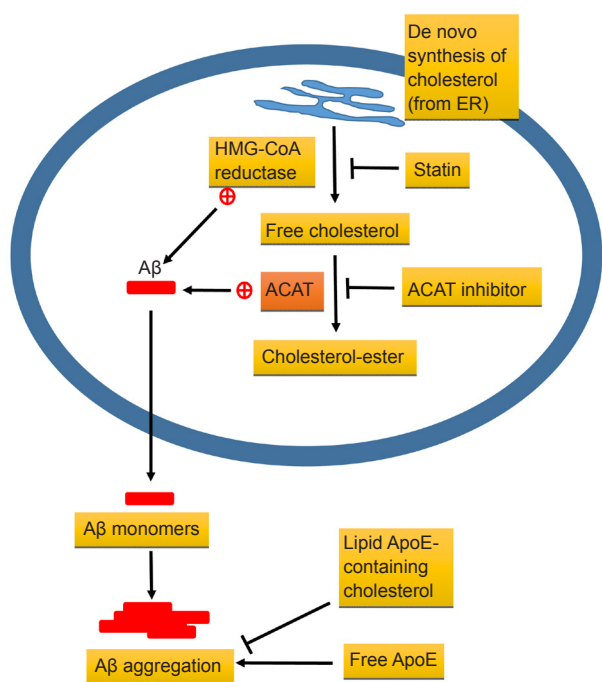 De novo
synthesis of
cholesterol
(from ER)
HMG-CoA
reductase
Statin
Free cholesterol
Aβ
ACAT
ACAT inhibitor
Cholesterol-ester
Aβ monomers
Lipid ApoE-
containing
cholesterol
Aβ aggregation
Free ApoE